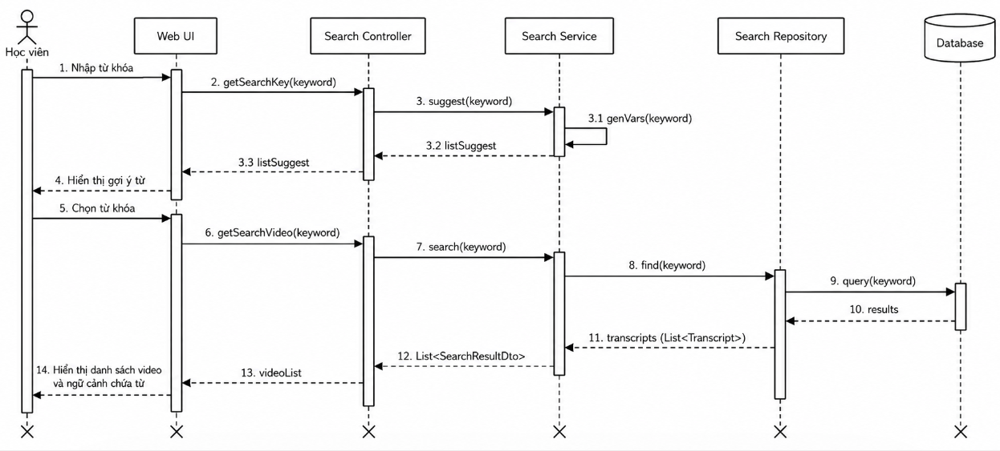 Học viên
Web UI
Search Controller
Search Service
Search Repository
Database
1. Nhập từ khóa
2. getSearchKey(keyword)
3. suggest(keyword)
3.1 genVars(keyword)
3.2 listSuggest
3.3 listSuggest
4. Hiển thị gợi ý từ
5. Chọn từ khóa
6. getSearchVideo(keyword)
7. search(keyword)
8. find(keyword)
9. query(keyword)
10. results
11. transcripts (List<Transcript>)
12. List<SearchResultDto>
13. videoList
14. Hiển thị danh sách video
và ngữ cảnh chứa từ